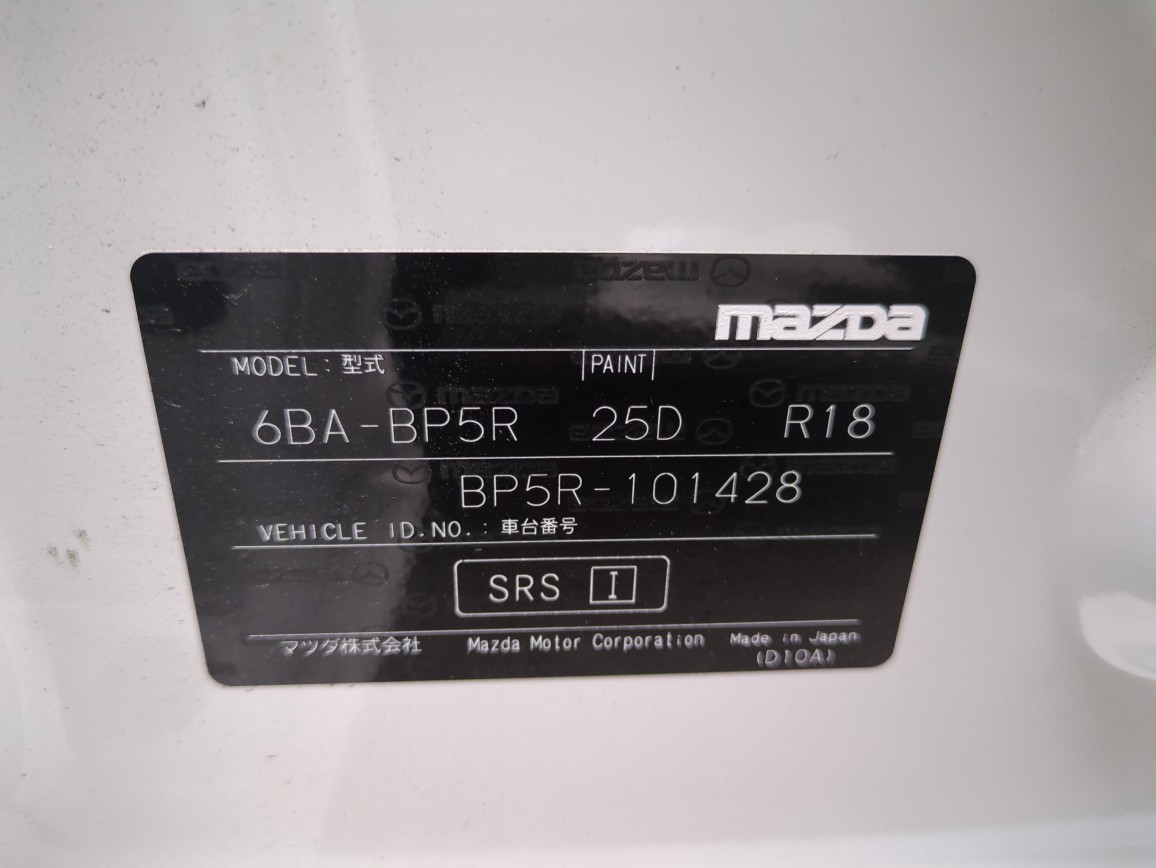 mazda
MODEL: 型式 PAINT
6BA-BP5R 25D R18
BP5R-101428
VEHICLE ID.NO.: 車台番号
SRS I
マツダ株式会社 Mazda Motor Corporation Made in Japan
(D10A)